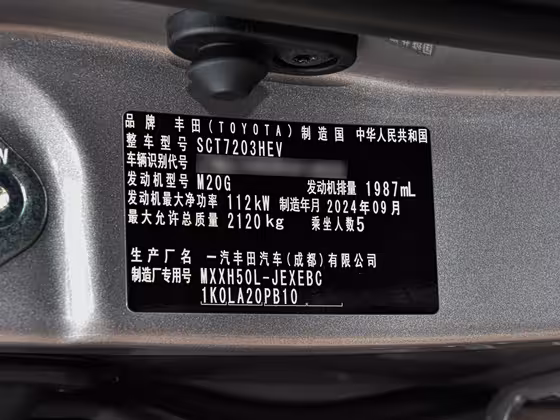 品牌 丰田(TOYOTA) 制造国 中华人民共和国
整车型号 SCT7203HEV
车辆识别代号
发动机型号 M20G 发动机排量 1987mL
发动机最大净功率 112kW 制造年月 2024年09月
最大允许总质量 2120kg 乘坐人数5
生产厂名 一汽丰田汽车(成都)有限公司
制造厂专用号 MXXH50L-JEXEBC
1K0LA20PB10